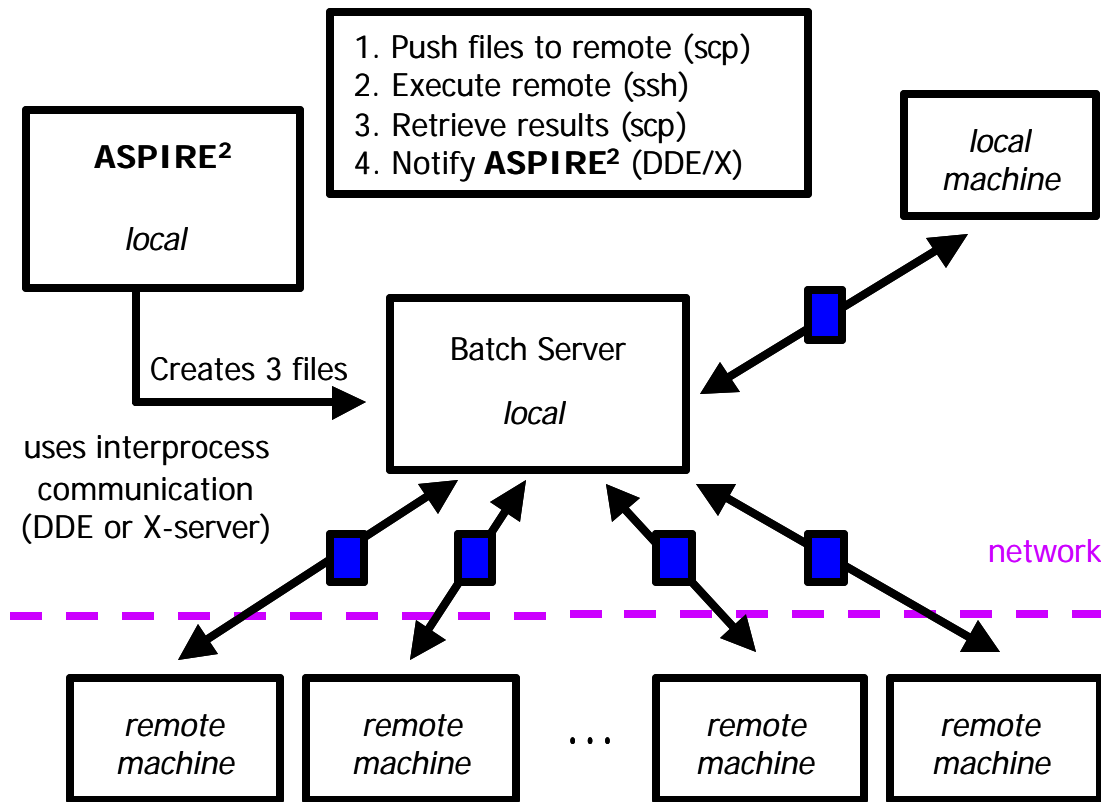 1. Push files to remote (scp)
2. Execute remote (ssh)
3. Retrieve results (scp)
4. Notify ASPIRE² (DDE/X)
ASPIRE²
local
local
machine
Batch Server
local
Creates 3 files
uses interprocess
communication
(DDE or X-server)
network
remote
machine
remote
machine
...
remote
machine
remote
machine